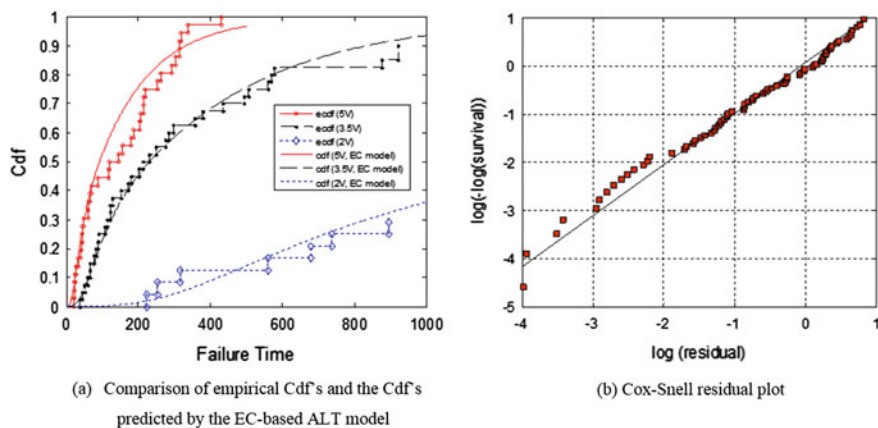 Cdf
1
0.9
0.8
0.7
0.6
0.5
0.4
0.3
0.2
0.1
0
0 200 400 600 800 1000
Failure Time
ecdf (5V)
ecdf (3.5V)
ecdf (2V)
cdf (5V, EC model)
cdf (3.5V, EC model)
cdf (2V, EC model)
(a) Comparison of empirical Cdf's and the Cdf's
predicted by the EC-based ALT model
log(-log(survival))
1
0
-1
-2
-3
-4
-5
-4 -3 -2 -1 0 1
log (residual)
(b) Cox-Snell residual plot